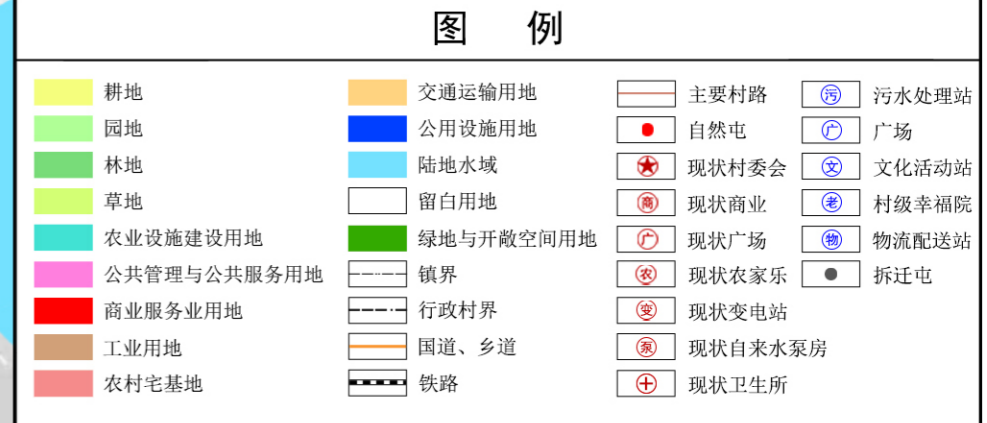 图 例
耕地
园地
林地
草地
农业设施建设用地
公共管理与公共服务用地
商业服务业用地
工业用地
农村宅基地
交通运输用地
公用设施用地
陆地水域
留白用地
绿地与开敞空间用地
镇界
行政村界
国道、乡道
铁路
主要村路
自然屯
现状村委会
商 现状商业
广 现状广场
农 现状农家乐
变 现状变电站
泵 现状自来水泵房
现状卫生所
污 污水处理站
广 广场
文 文化活动站
老 村级幸福院
物 物流配送站
拆迁屯